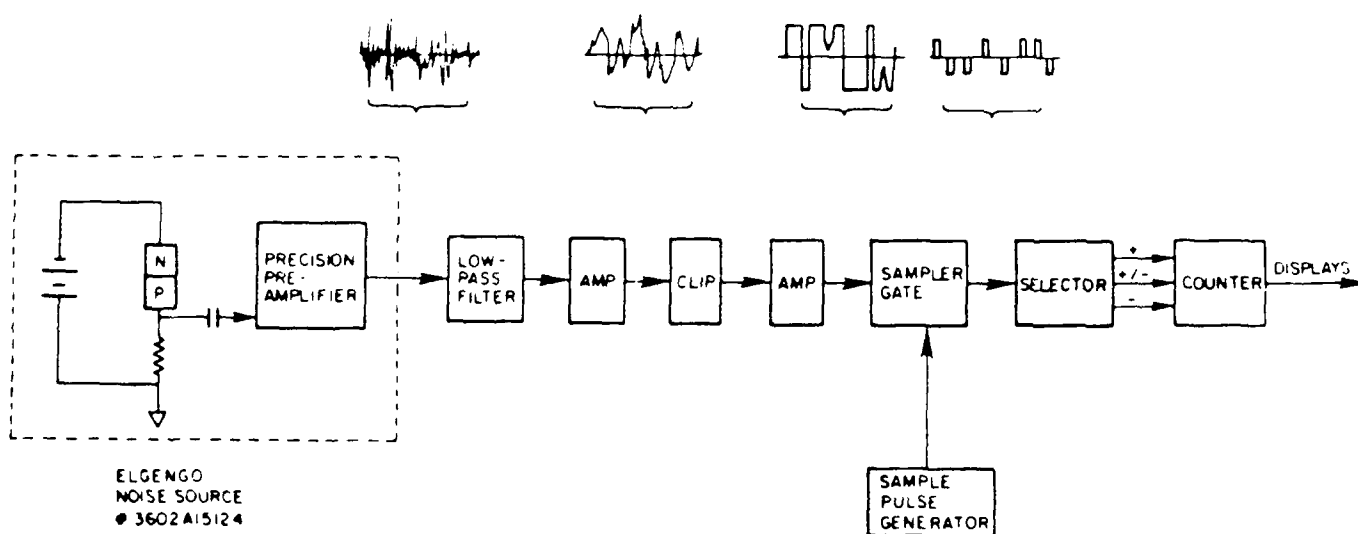 N
P
PRECISION
PRE-
AMPLIFIER
LOW-
PASS
FILTER
AMP
CLIP
AMP
SAMPLER
GATE
SELECTOR
+
+/-
-
COUNTER
DISPLAYS
ELGENGO
NOISE SOURCE
# 3602A15124
SAMPLE
PULSE
GENERATOR